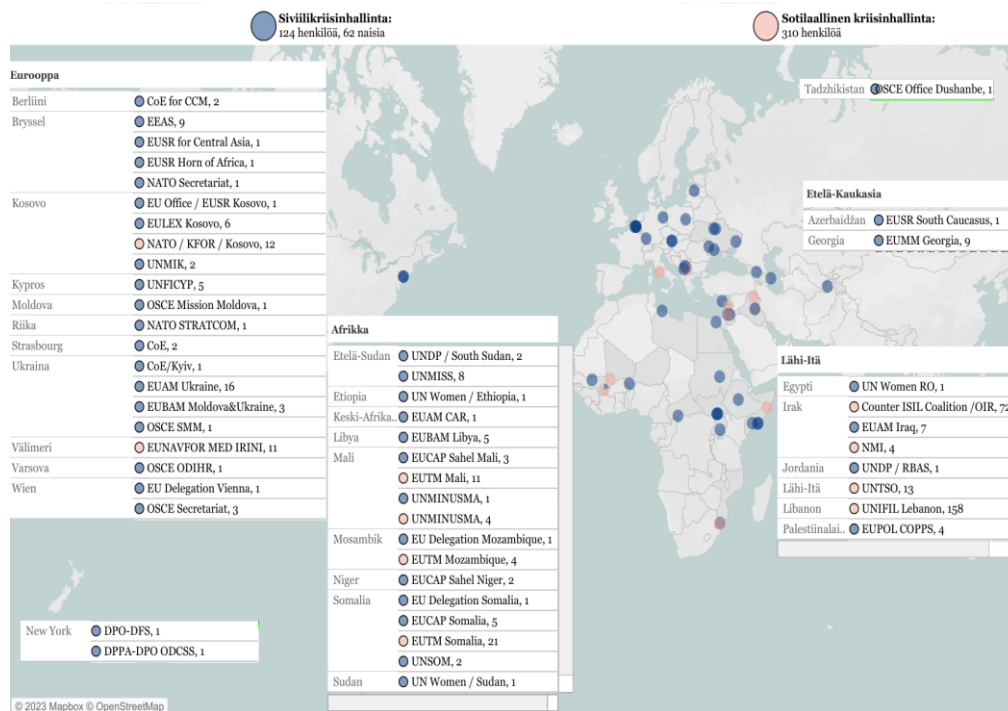 Siviilikriisinhallinta:
124 henkilöä, 62 naisia
Sotilaallinen kriisinhallinta:
310 henkilöä
Eurooppa
Berliini CoE for CCM, 2
Bryssel EEAS, 9
EUSR for Central Asia, 1
EUSR Horn of Africa, 1
NATO Secretariat, 1
Kosovo EU Office / EUSR Kosovo, 1
EULEX Kosovo, 6
NATO / KFOR / Kosovo, 12
UNMIK, 2
Kypros UNFICYP, 5
Moldova OSCE Mission Moldova, 1
Riika NATO STRATCOM, 1
Strasbourg CoE, 2
Ukraina CoE/Kyiv, 1
EUAM Ukraine, 16
EUBAM Moldova&Ukraine, 3
OSCE SMM, 1
Välimeri EUNAVFOR MED IRINI, 11
Varsova OSCE ODIHR, 1
Wien EU Delegation Vienna, 1
OSCE Secretariat, 3
Tadzhikistan OSCE Office Dushanbe, 1
Etelä-Kaukasia
Azerbaidžan EUSR South Caucasus, 1
Georgia EUMM Georgia, 9
Afrikka
Etelä-Sudan UNDP / South Sudan, 2
UNMISS, 8
Etiopia UN Women / Ethiopia, 1
Keski-Afrika.. EUAM CAR, 1
Libya EUBAM Libya, 5
Mali EUCAP Sahel Mali, 3
EUTM Mali, 11
UNMINUSMA, 1
UNMINUSMA, 4
Mosambik EU Delegation Mozambique, 1
EUTM Mozambique, 4
Niger EUCAP Sahel Niger, 2
Somalia EU Delegation Somalia, 1
EUCAP Somalia, 5
EUTM Somalia, 21
UNSOM, 2
Sudan UN Women / Sudan, 1
Lähi-Itä
Egypti UN Women RO, 1
Irak Counter ISIL Coalition /OIR, 72
EUAM Iraq, 7
NMI, 4
Jordania UNDP / RBAS, 1
Lähi-Itä UNTSO, 13
Libanon UNIFIL Lebanon, 158
Palestiinalai.. EUPOL COPPS, 4
New York DPO-DFS, 1
DPPA-DPO ODCSS, 1
© 2023 Mapbox © OpenStreetMap